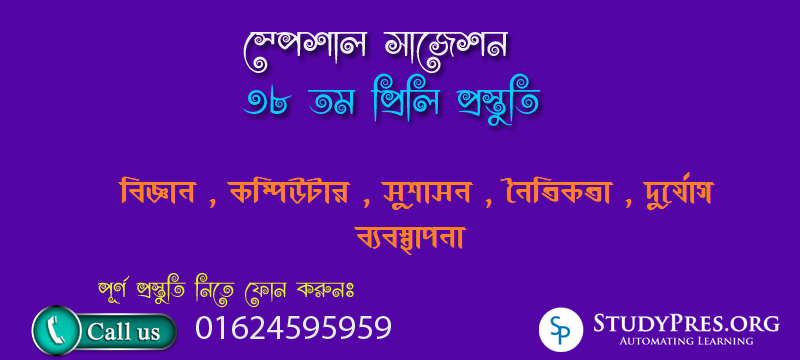 স্পেশাল সাজেশন
৩৮ তম প্রিলি প্রস্তুতি
বিজ্ঞান , কম্পিউটার , সুশাসন , নৈতিকতা , দুর্যোগ
ব্যবস্থাপনা
পূর্ণ প্রস্তুতি নিতে ফোন করুনঃ
Call us 01624595959
SP StudyPres.org
Automating Learning